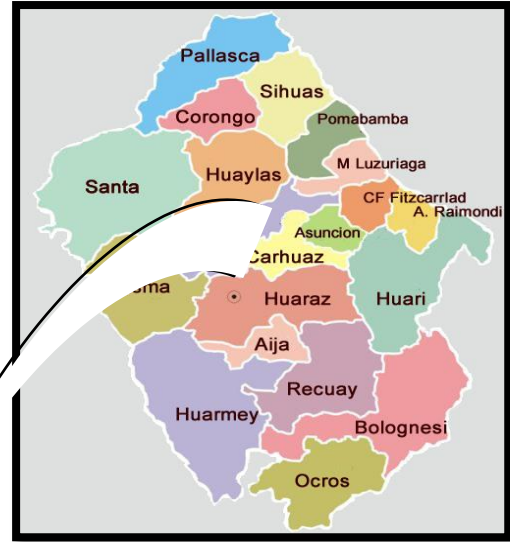 Pallasca
Sihuas
Corongo
Pomabamba
M Luzuriaga
Huaylas
Santa
CF Fitzcarrlad
A. Raimondi
Asuncion
Carhuaz
Huaraz
Huari
Aija
Recuay
Huarmey
Bolognesi
Ocros